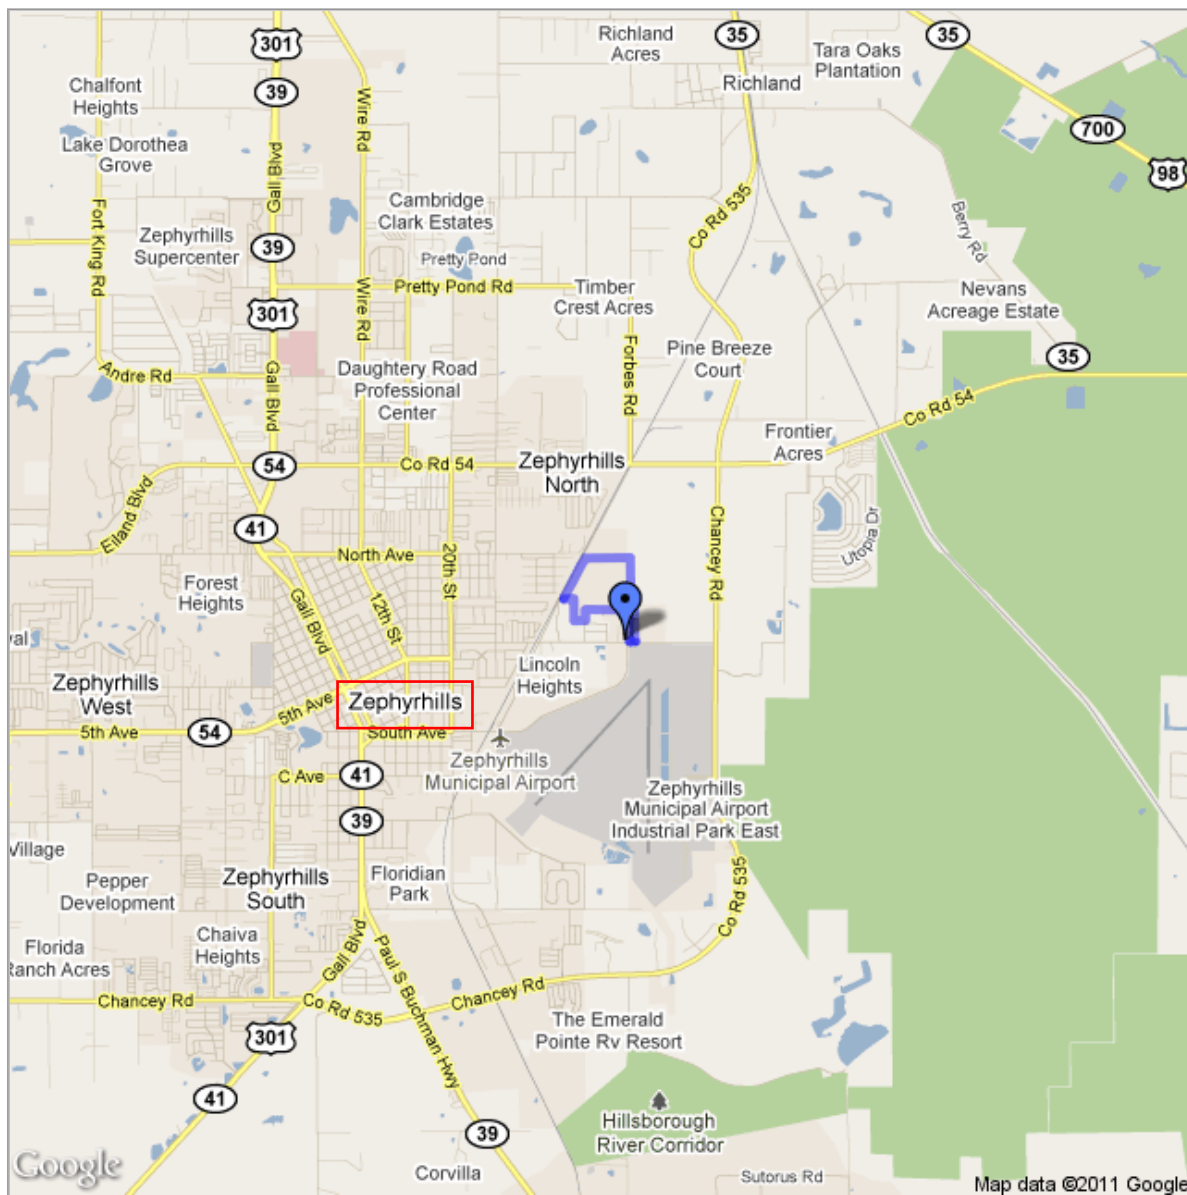 Richland
Acres
35
35
301
Tara Oaks
Plantation
Richland
Chalfont
Heights
39
Wire Rd
700
Lake Dorothea
Grove
Gall Blvd
98
Co Rd 535
Cambridge
Clark Estates
Berry Rd
Fort King Rd
Zephyrhills
Supercenter
39
Pretty Pond
Pretty Pond Rd
Timber
Crest Acres
Nevans
Acreage Estate
301
Wire Rd
Forbes Rd
Pine Breeze
Court
35
Andre Rd
Gall Blvd
Daughtery Road
Professional
Center
Co Rd 54
Frontier
Acres
54
Co Rd 54
Zephyrhills
North
Eiland Blvd
41
Chancey Rd
Utopia Dr
North Ave
20th St
Forest
Heights
Gall Blvd
12th St
Lincoln
Heights
Zephyrhills
West
5th Ave
Zephyrhills
5th Ave
54
South Ave
Zephyrhills
Municipal Airport
C Ave
41
Zephyrhills
Municipal Airport
Industrial Park East
39
Village
Pepper
Development
Zephyrhills
South
Floridian
Park
Co Rd 535
Chaiva
Heights
Florida
Ranch Acres
Gall Blvd
Paul S Buchman Hwy
Chancey Rd
Co Rd 535
Chancey Rd
301
The Emerald
Pointe Rv Resort
41
Hillsborough
River Corridor
39
Google
Corvilla
Sutorus Rd
Map data ©2011 Google